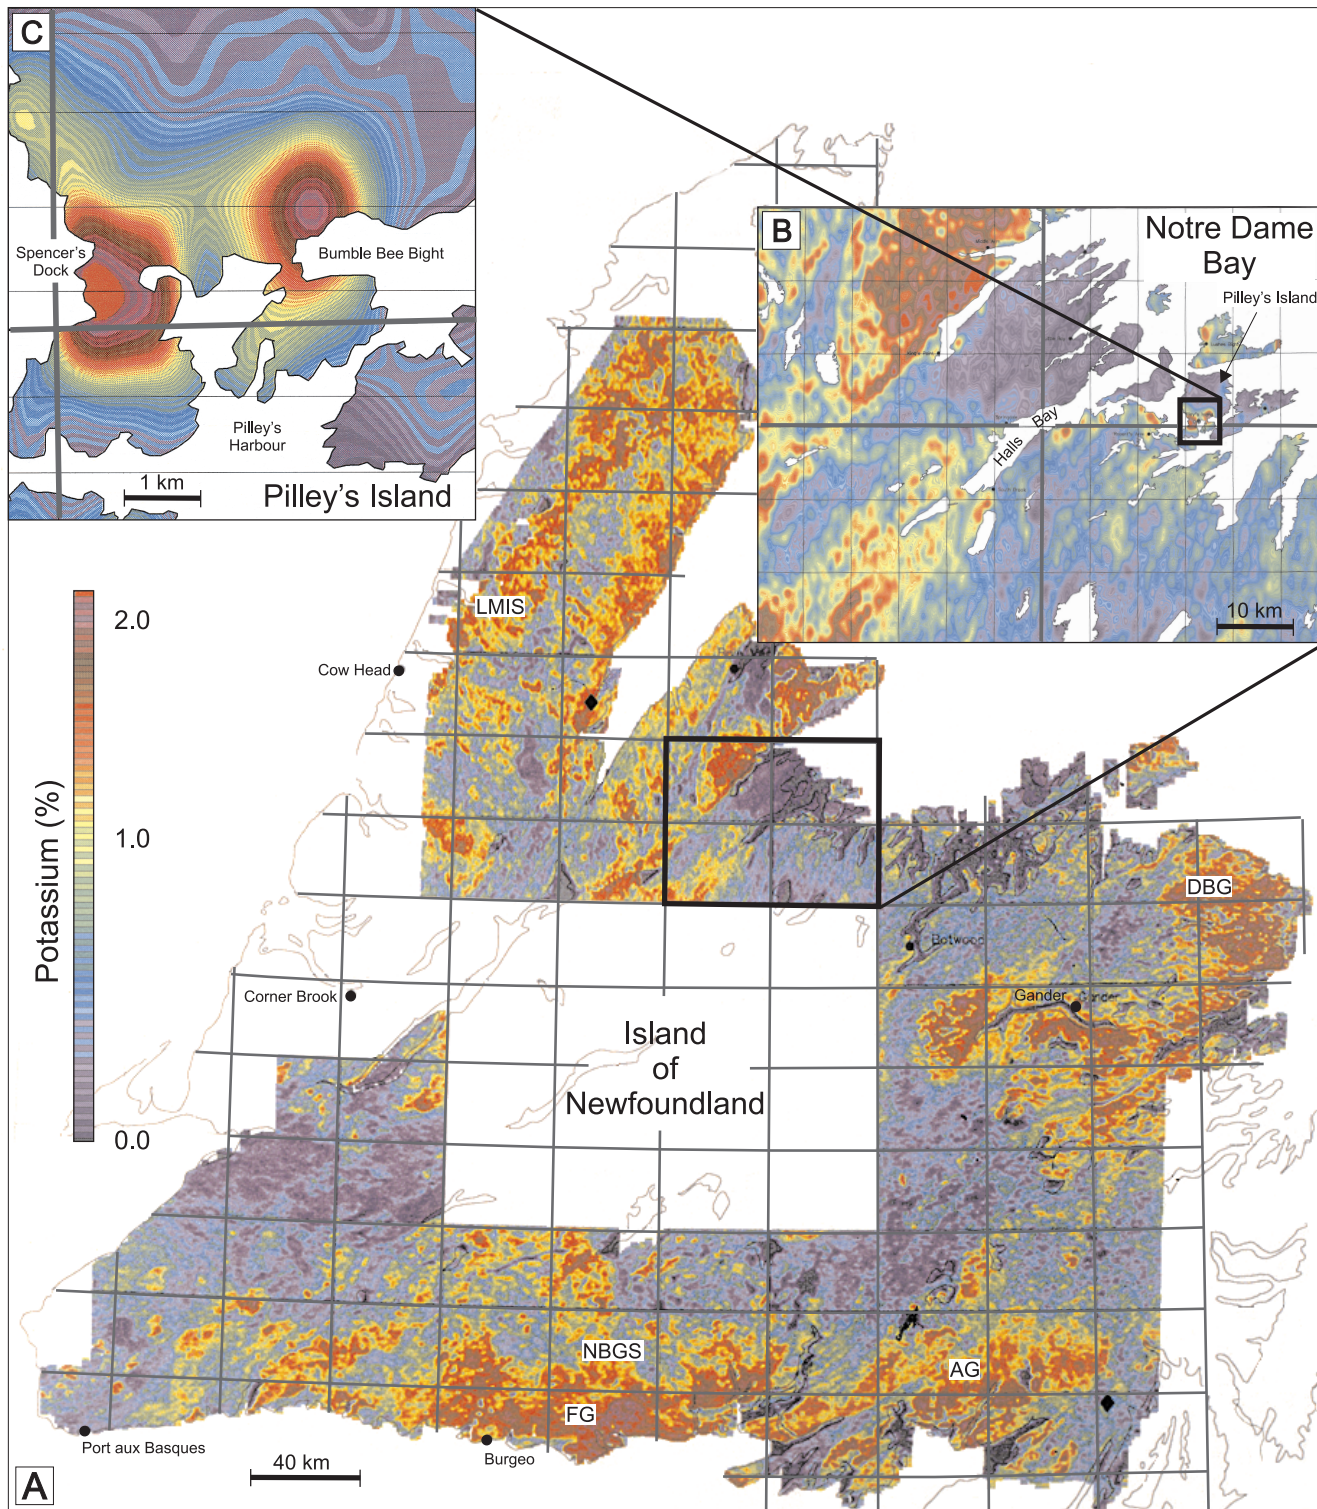 C
Spencer's
Dock
Bumble Bee Bight
Pilley's
Harbour
1 km
Pilley's Island
B
Notre Dame
Bay
Pilley's Island
Halls Bay
10 km
2.0
1.0
0.0
Potassium (%)
LMIS
Cow Head
DBG
Botwood
Corner Brook
Gander
Island
of
Newfoundland
NBGS
AG
FG
Port aux Basques
Burgeo
40 km
A